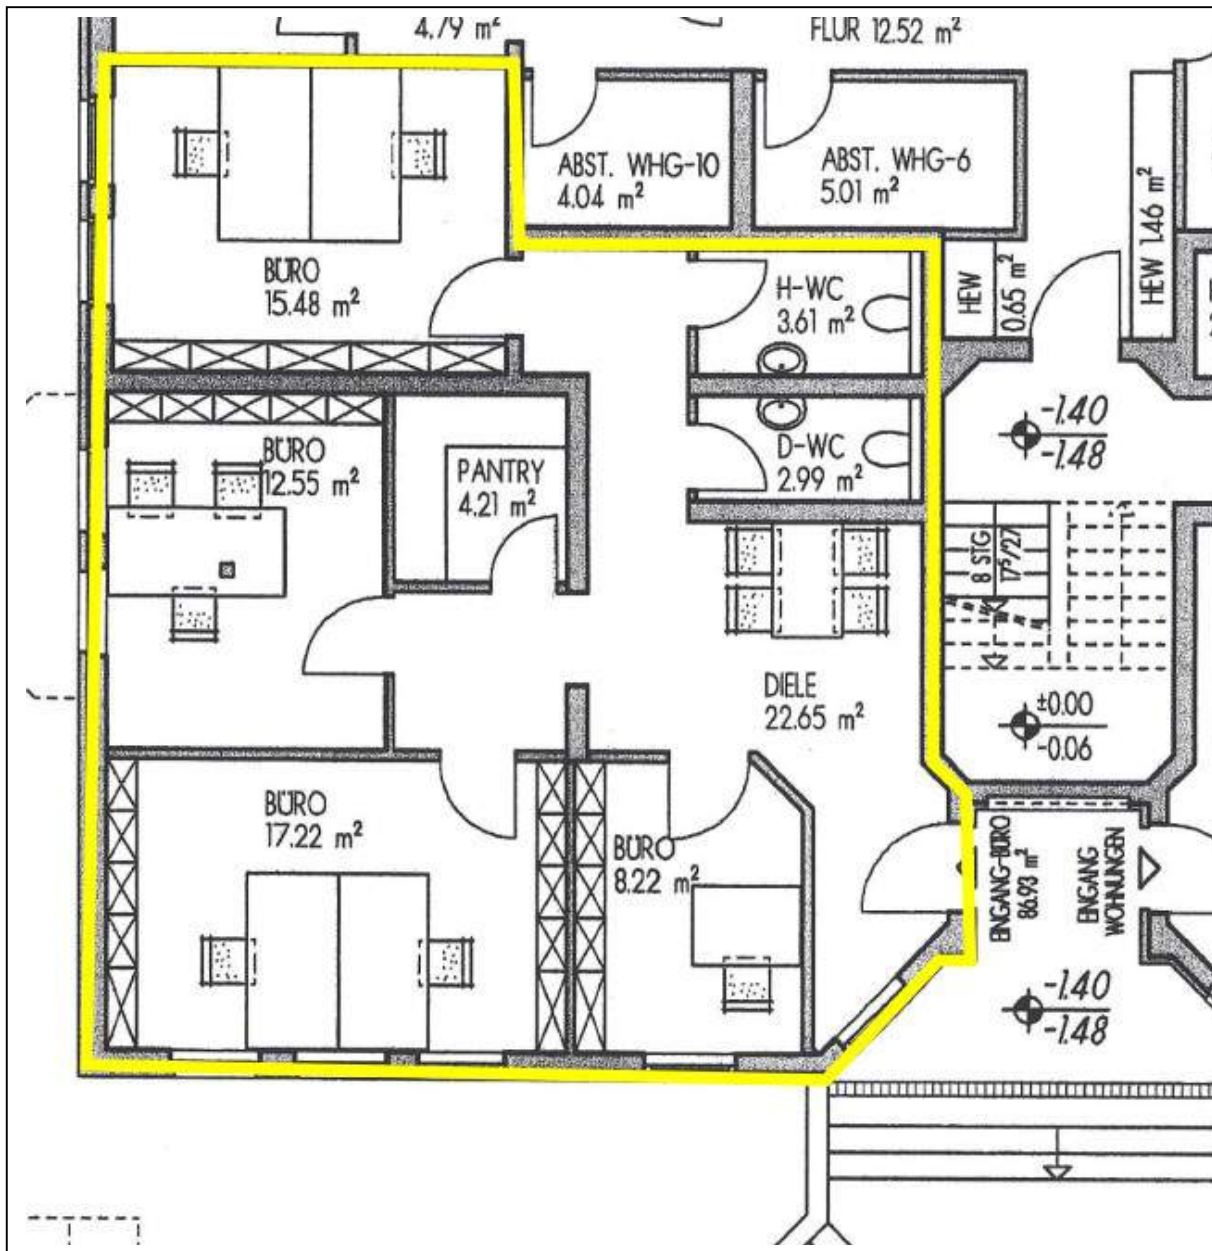 4.79 m²
FLUR 12.52 m²
ABST. WHG-10
4.04 m²
ABST. WHG-6
5.01 m²
HEW 1.46 m²
BÜRO
15.48 m²
H-WC
3.61 m²
HEW
0.65 m²
-1.40
-1.48
BÜRO
12.55 m²
PANTRY
4.21 m²
D-WC
2.99 m²
8 STG
17⁵/27
DIELE
22.65 m²
±0.00
-0.06
BÜRO
17.22 m²
BÜRO
8.22 m²
EINGANG-BÜRO
86.93 m²
EINGANG
WOHNUNGEN
-1.40
-1.48